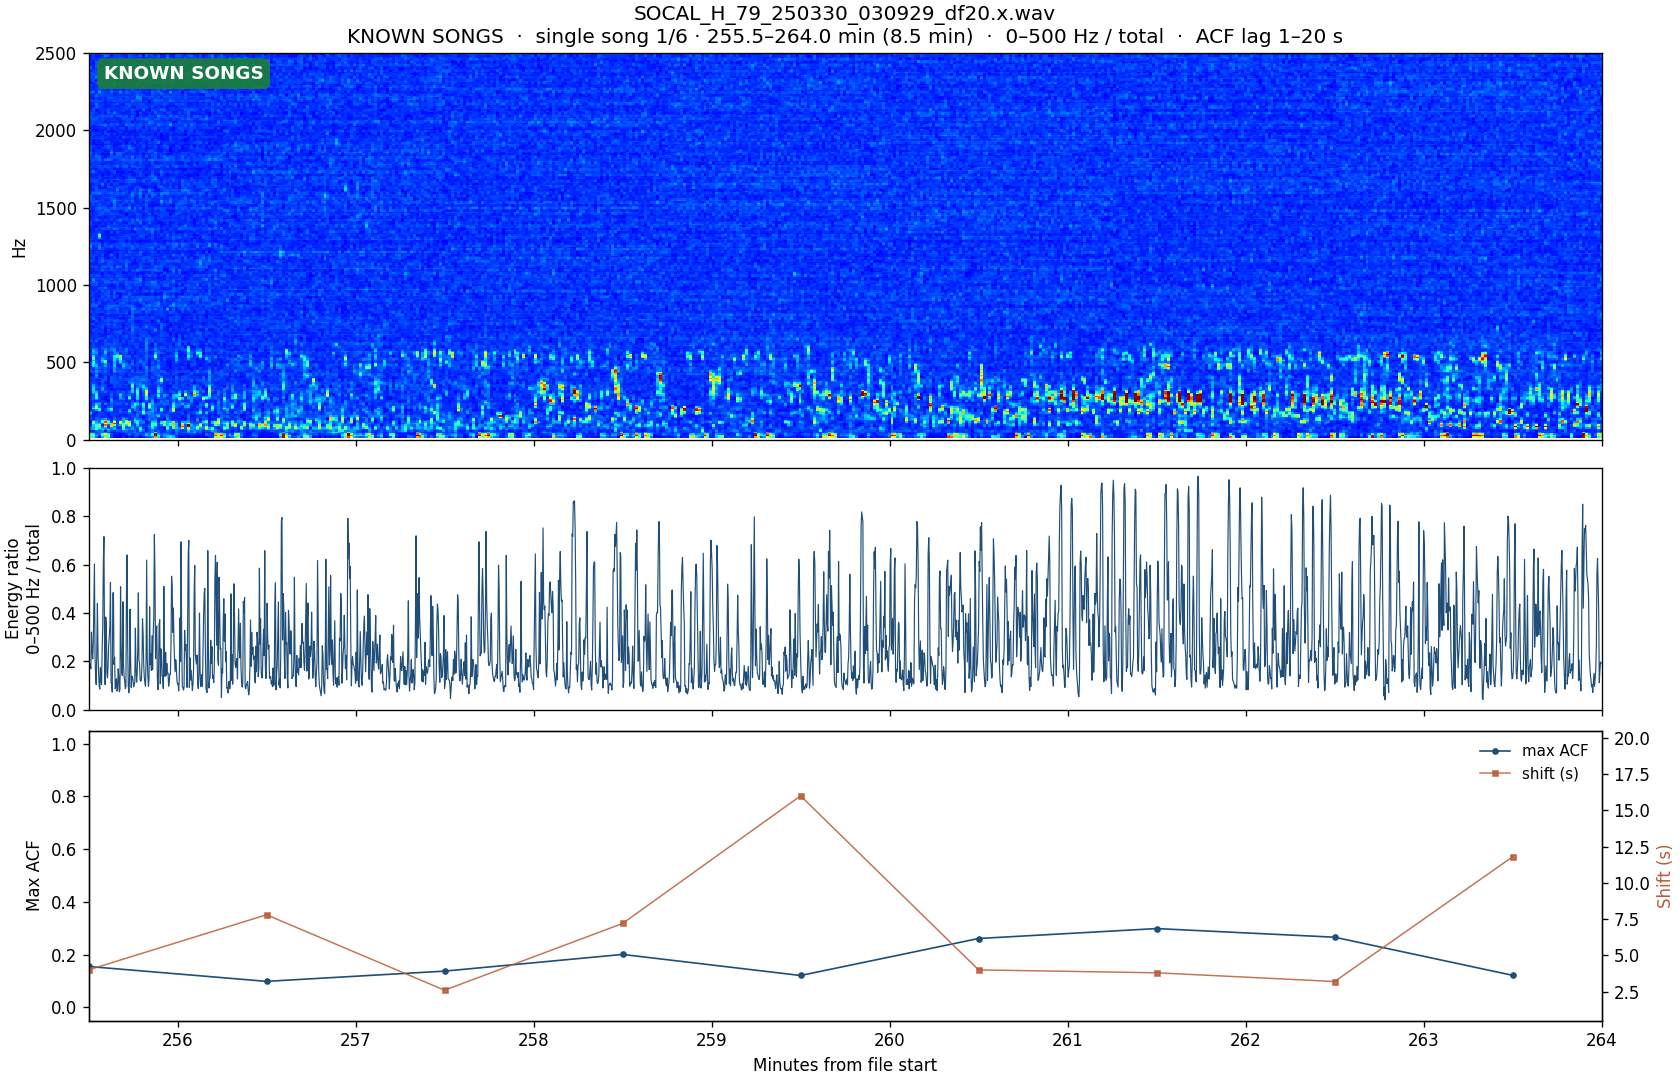 SOCAL_H_79_250330_030929_df20.x.wav
KNOWN SONGS · single song 1/6 · 255.5–264.0 min (8.5 min) · 0–500 Hz / total · ACF lag 1–20 s
KNOWN SONGS
2500
2000
1500
1000
500
0
Hz
1.0
0.8
0.6
0.4
0.2
0.0
Energy ratio
0–500 Hz / total
max ACF
shift (s)
1.0
0.8
0.6
0.4
0.2
0.0
Max ACF
20.0
17.5
15.0
12.5
10.0
7.5
5.0
2.5
Shift (s)
256 257 258 259 260 261 262 263 264
Minutes from file start